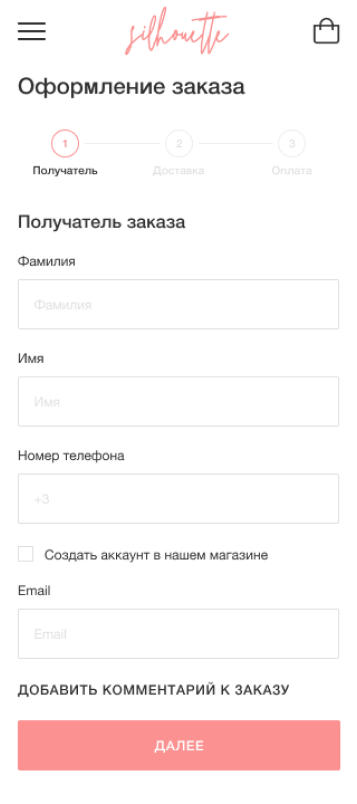 silhouette
Оформление заказа
1 2 3
Получатель Доставка Оплата
Получатель заказа
Фамилия
Фамилия
Имя
Имя
Номер телефона
+3
Создать аккаунт в нашем магазине
Email
Email
ДОБАВИТЬ КОММЕНТАРИЙ К ЗАКАЗУ
ДАЛЕЕ